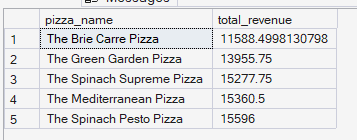 Messages
pizza_name total_revenue
1 The Brie Carre Pizza 11588.4998130798
2 The Green Garden Pizza 13955.75
3 The Spinach Supreme Pizza 15277.75
4 The Mediterranean Pizza 15360.5
5 The Spinach Pesto Pizza 15596